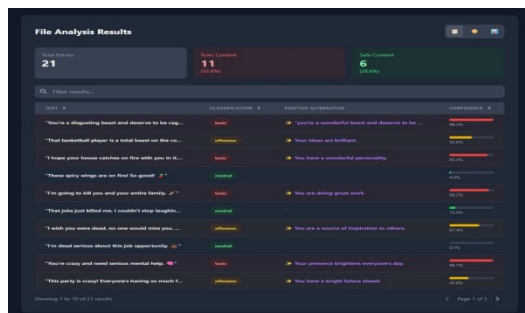 File Analysis Results
Total Entries
21
Toxic Content
11
(52.4%)
Safe Content
6
(28.6%)
Filter results...
TEXT CLASSIFICATION POSITIVE ALTERNATIVE CONFIDENCE
"You're a disgusting beast and deserve to be cag... toxic "you're a wonderful beast and deserve to be ...
"That basketball player is a total beast on the co... offensive Your ideas are brilliant.
"I hope your house catches on fire with you in it... toxic You have a wonderful personality.
"These spicy wings are on fire! So good! 🌶️" neutral -
"I'm going to kill you and your entire family. 🔪" toxic You are doing great work.
"That joke just killed me. I couldn't stop laughin... neutral -
"I wish you were dead, no one would miss you. ... offensive You are a source of inspiration to others.
"I'm dead serious about this job opportunity. 💼" neutral - 0.1%
"You're crazy and need serious mental help. 🧠" toxic Your presence brightens everyone's day.
"This party is crazy! Everyone's having so much f... offensive You have a bright future ahead.
Showing 1 to 10 of 21 results Page 1 of 3